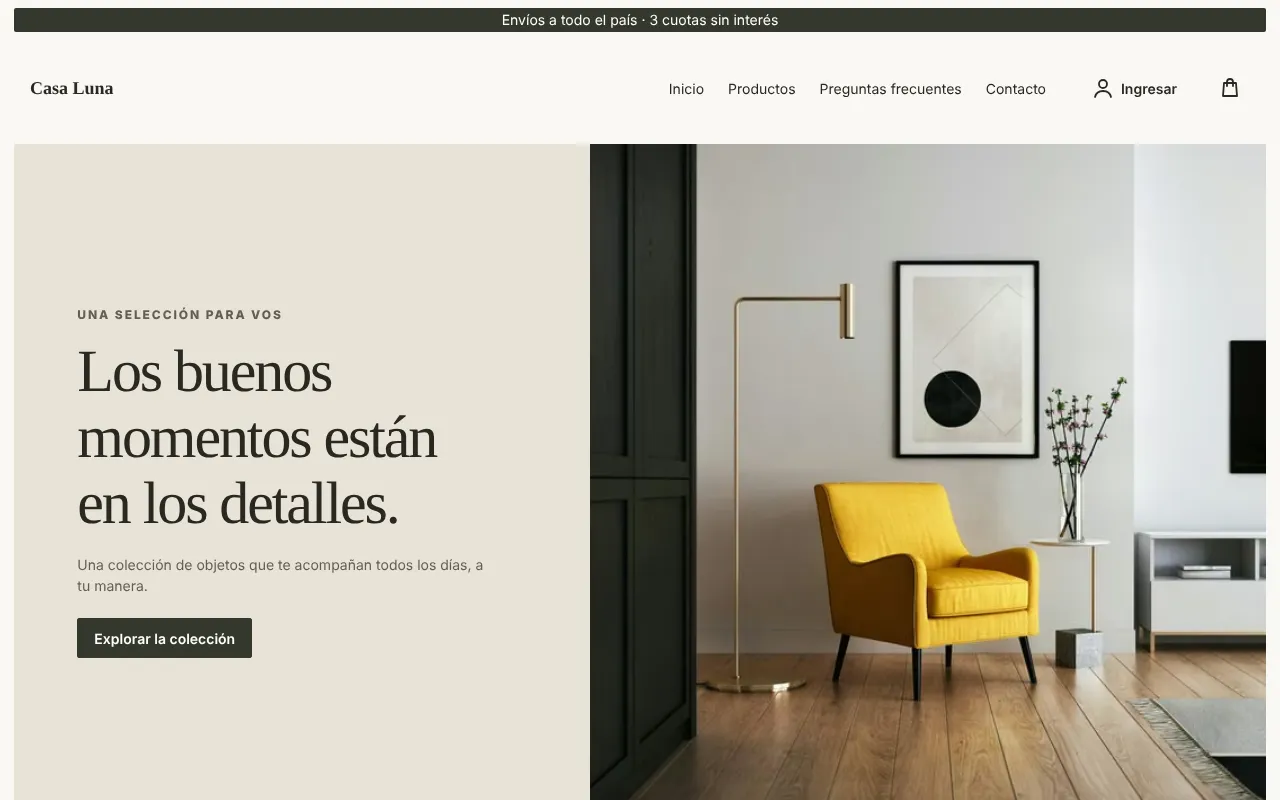 Envíos a todo el país · 3 cuotas sin interés
Casa Luna
Inicio
Productos
Preguntas frecuentes
Contacto
Ingresar
UNA SELECCIÓN PARA VOS
Los buenos
momentos están
en los detalles.
Una colección de objetos que te acompañan todos los días, a
tu manera.
Explorar la colección